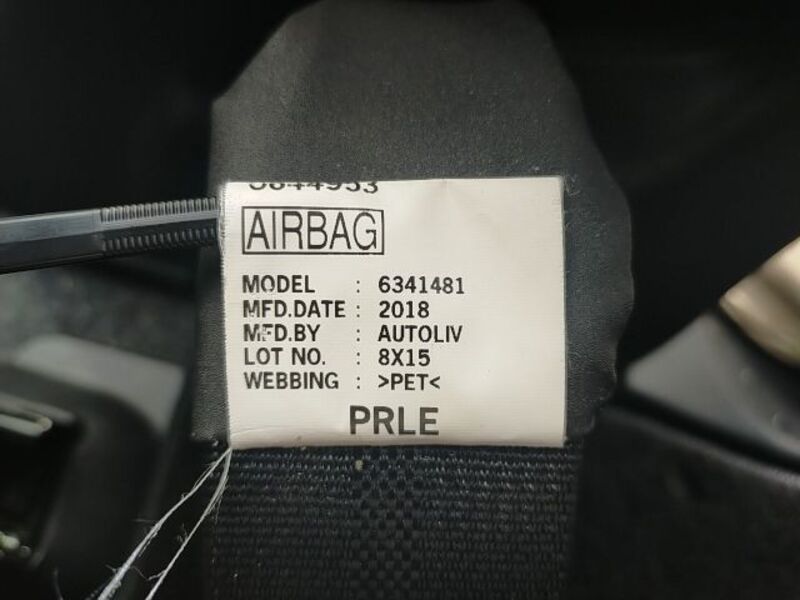 AIRBAG
MODEL : 6341481
MFD.DATE : 2018
MFD.BY : AUTOLIV
LOT NO. : 8X15
WEBBING : >PET<
PRLE